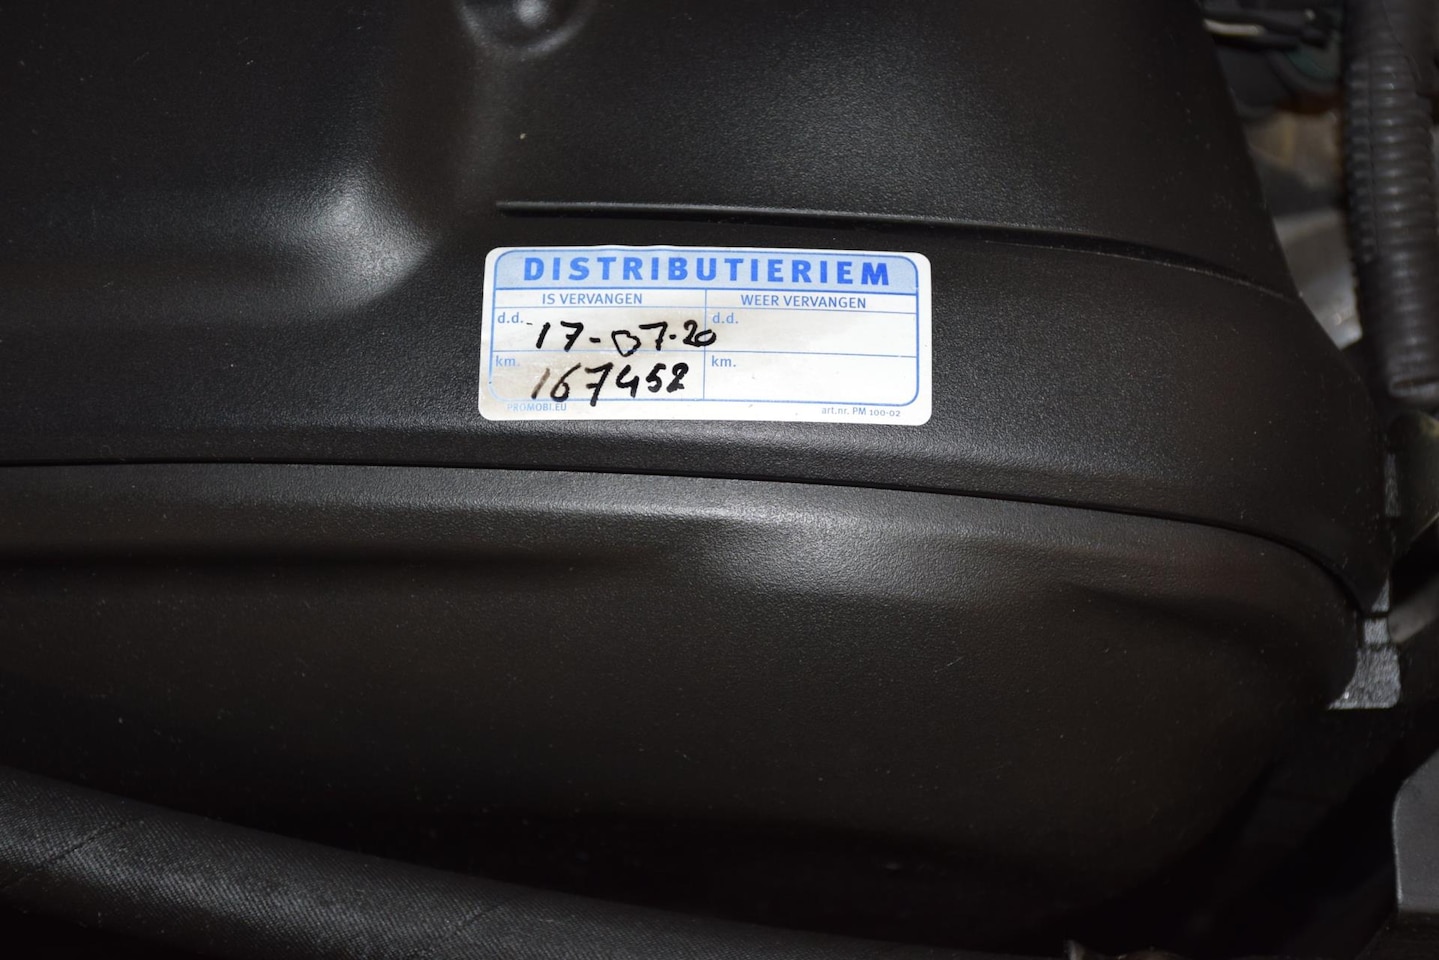 DISTRIBUTIERIEM
IS VERVANGEN WEER VERVANGEN
d.d. 17-07-20 d.d.
km. 167452 km.
PROMOBI.EU art.nr. PM 100-02